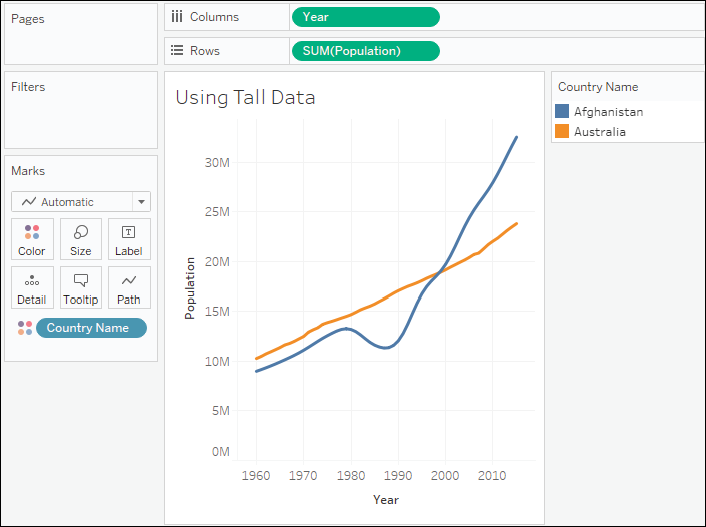 Pages
Columns
Year
Rows
SUM(Population)
Filters
Marks
Automatic
Color
Size
Label
Detail
Tooltip
Path
Country Name
Using Tall Data
30M
25M
20M
15M
10M
5M
0M
Population
1960 1970 1980 1990 2000 2010
Year
Country Name
Afghanistan
Australia